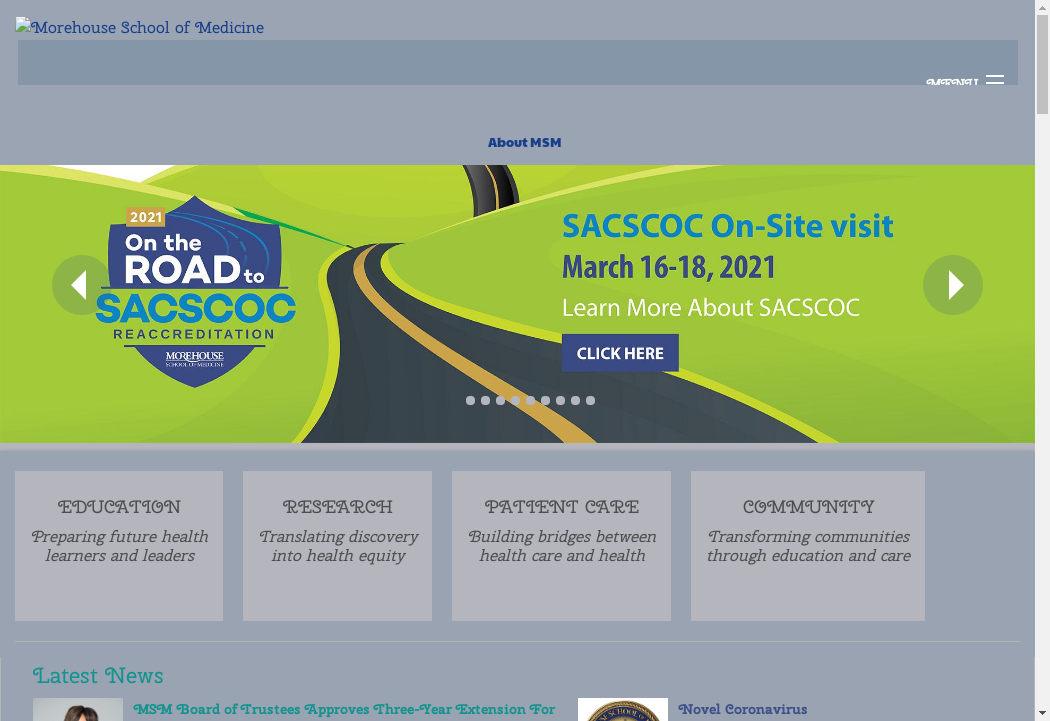 Morehouse School of Medicine
About MSM
2021
On the
ROAD to
SACSCOC
REACCREDITATION
MOREHOUSE
SCHOOL OF MEDICINE
SACSCOC On-Site visit
March 16-18, 2021
Learn More About SACSCOC
CLICK HERE
EDUCATION
Preparing future health
learners and leaders
RESEARCH
Translating discovery
into health equity
PATIENT CARE
Building bridges between
health care and health
COMMUNITY
Transforming communities
through education and care
Latest News
MSM Board of Trustees Approves Three-Year Extension For
Novel Coronavirus